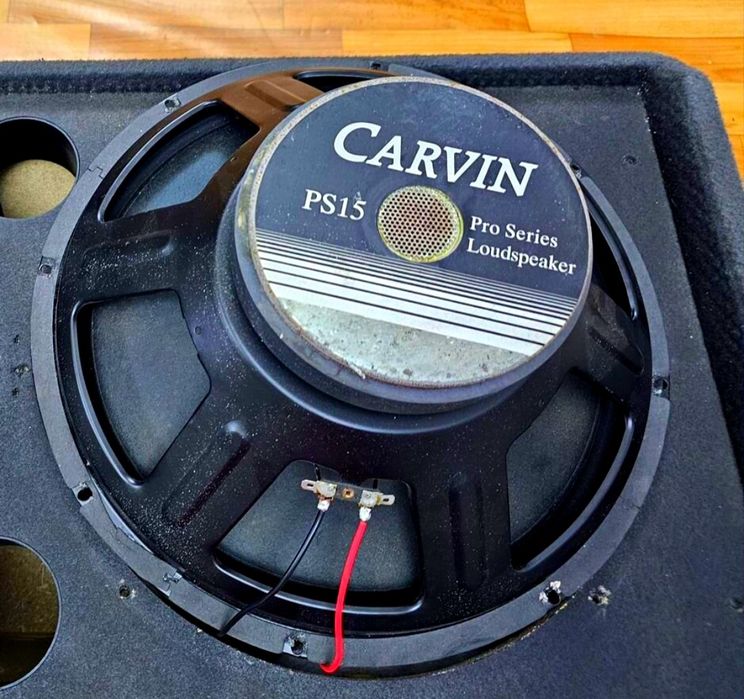 CARVIN
PS15
Pro Series
Loudspeaker